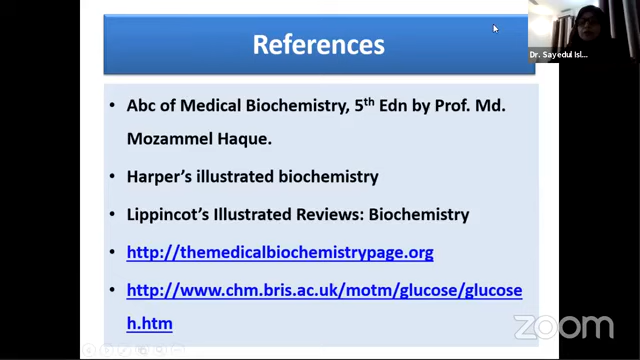 References
Dr. Sayedul Isl...
• Abc of Medical Biochemistry, 5th Edn by Prof. Md.
Mozammel Haque.
• Harper's illustrated biochemistry
• Lippincot's Illustrated Reviews: Biochemistry
• http://themedicalbiochemistrypage.org
• http://www.chm.bris.ac.uk/motm/glucose/glucose
h.htm
zoom